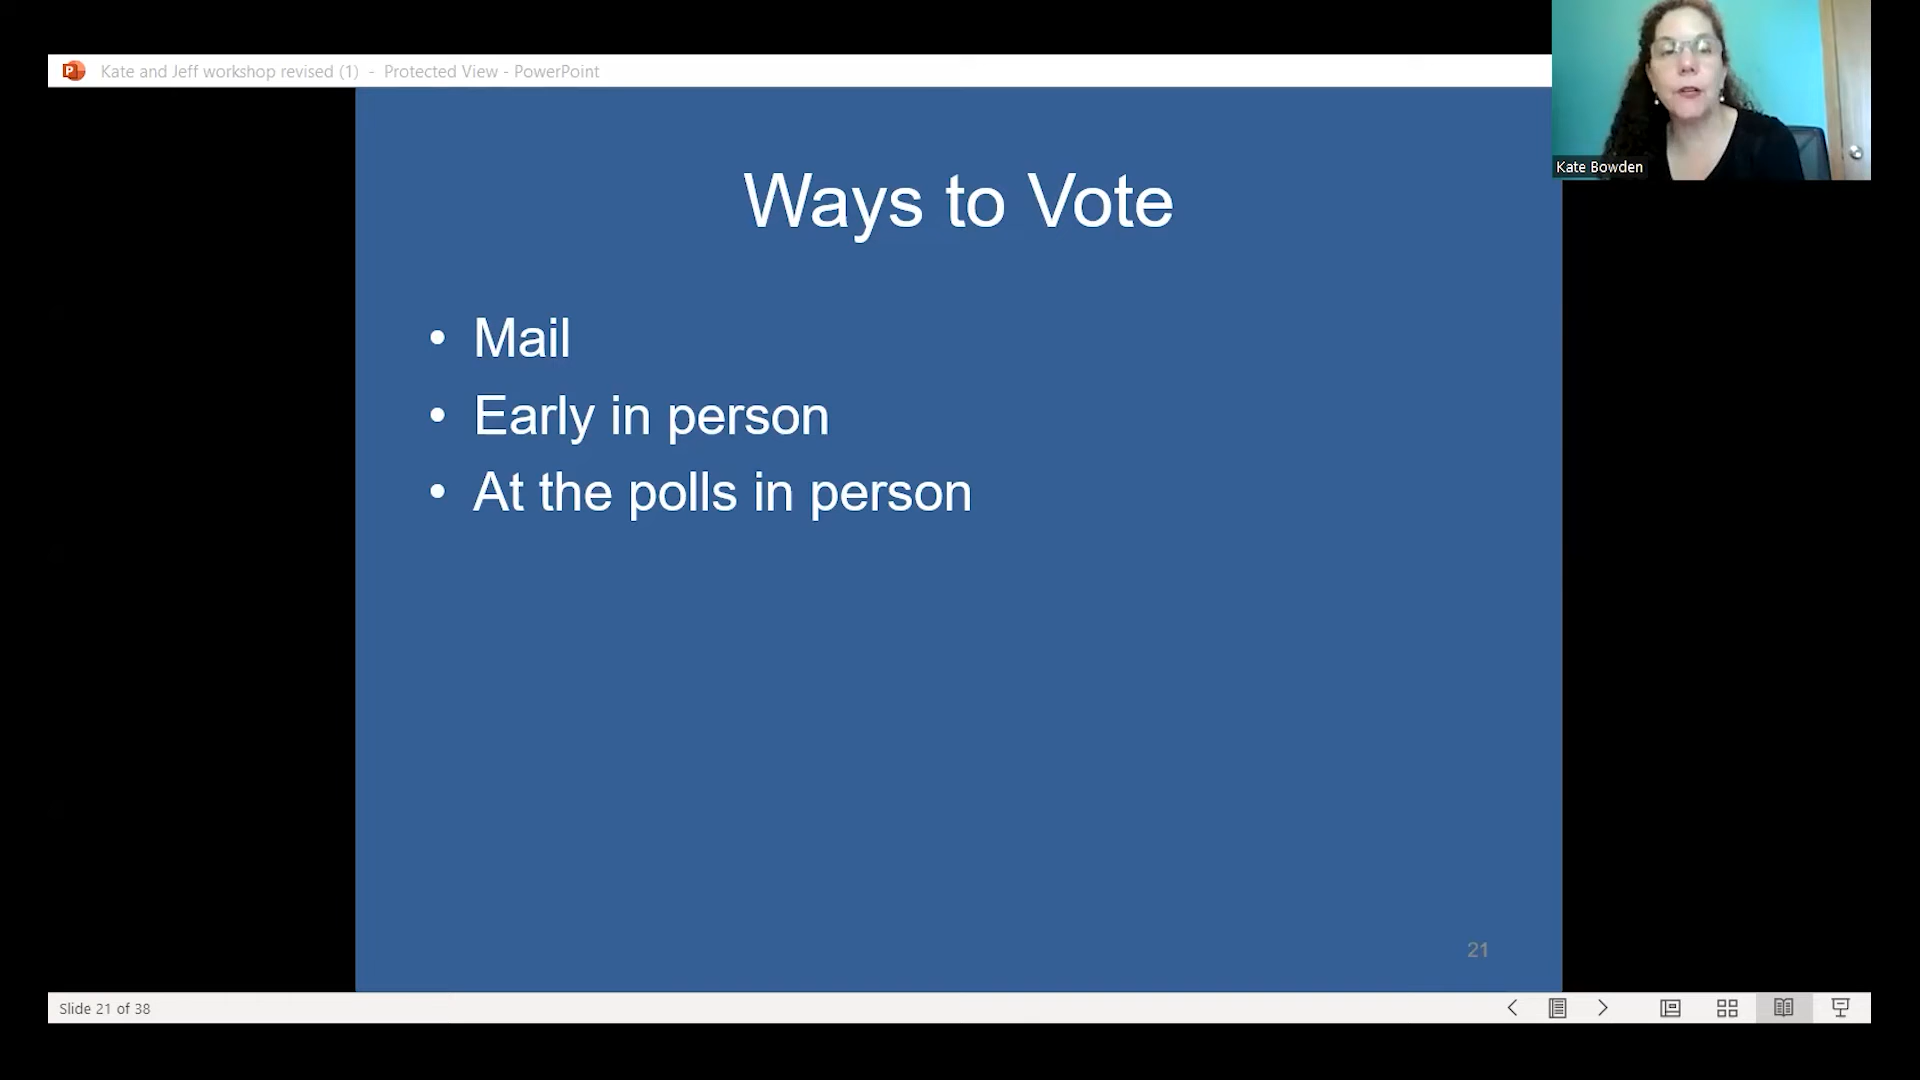 Kate and Jeff workshop revised (1) - Protected View - PowerPoint
Kate Bowden
Ways to Vote
• Mail
• Early in person
• At the polls in person
21
Slide 21 of 38